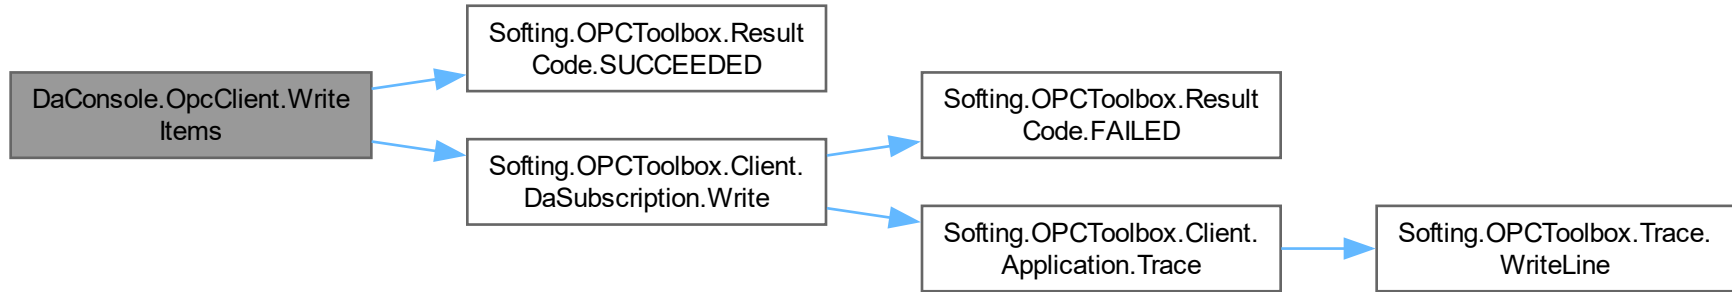 DaConsole.OpcClient.Write
Items
Softing.OPCToolbox.Result
Code.SUCCEEDED
Softing.OPCToolbox.Client.
DaSubscription.Write
Softing.OPCToolbox.Result
Code.FAILED
Softing.OPCToolbox.Client.
Application.Trace
Softing.OPCToolbox.Trace.
WriteLine